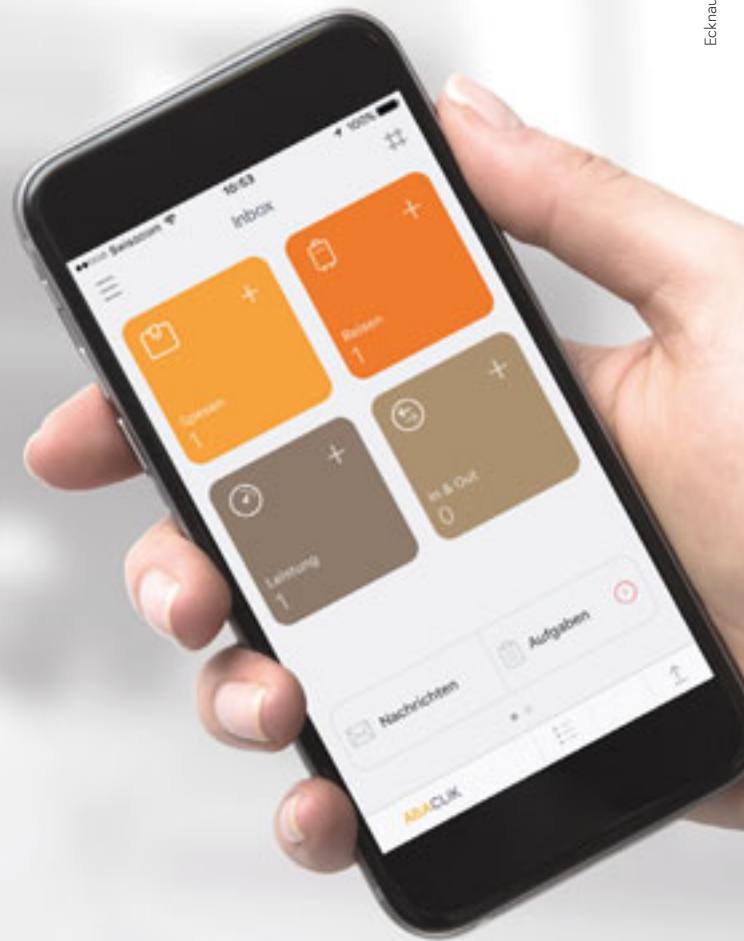 Ecknau
Swisscom 10:53 100%
Inbox
Spesen
1
Reisen
1
Leistung
1
In & Out
0
Nachrichten
Aufgaben
ABACLIK